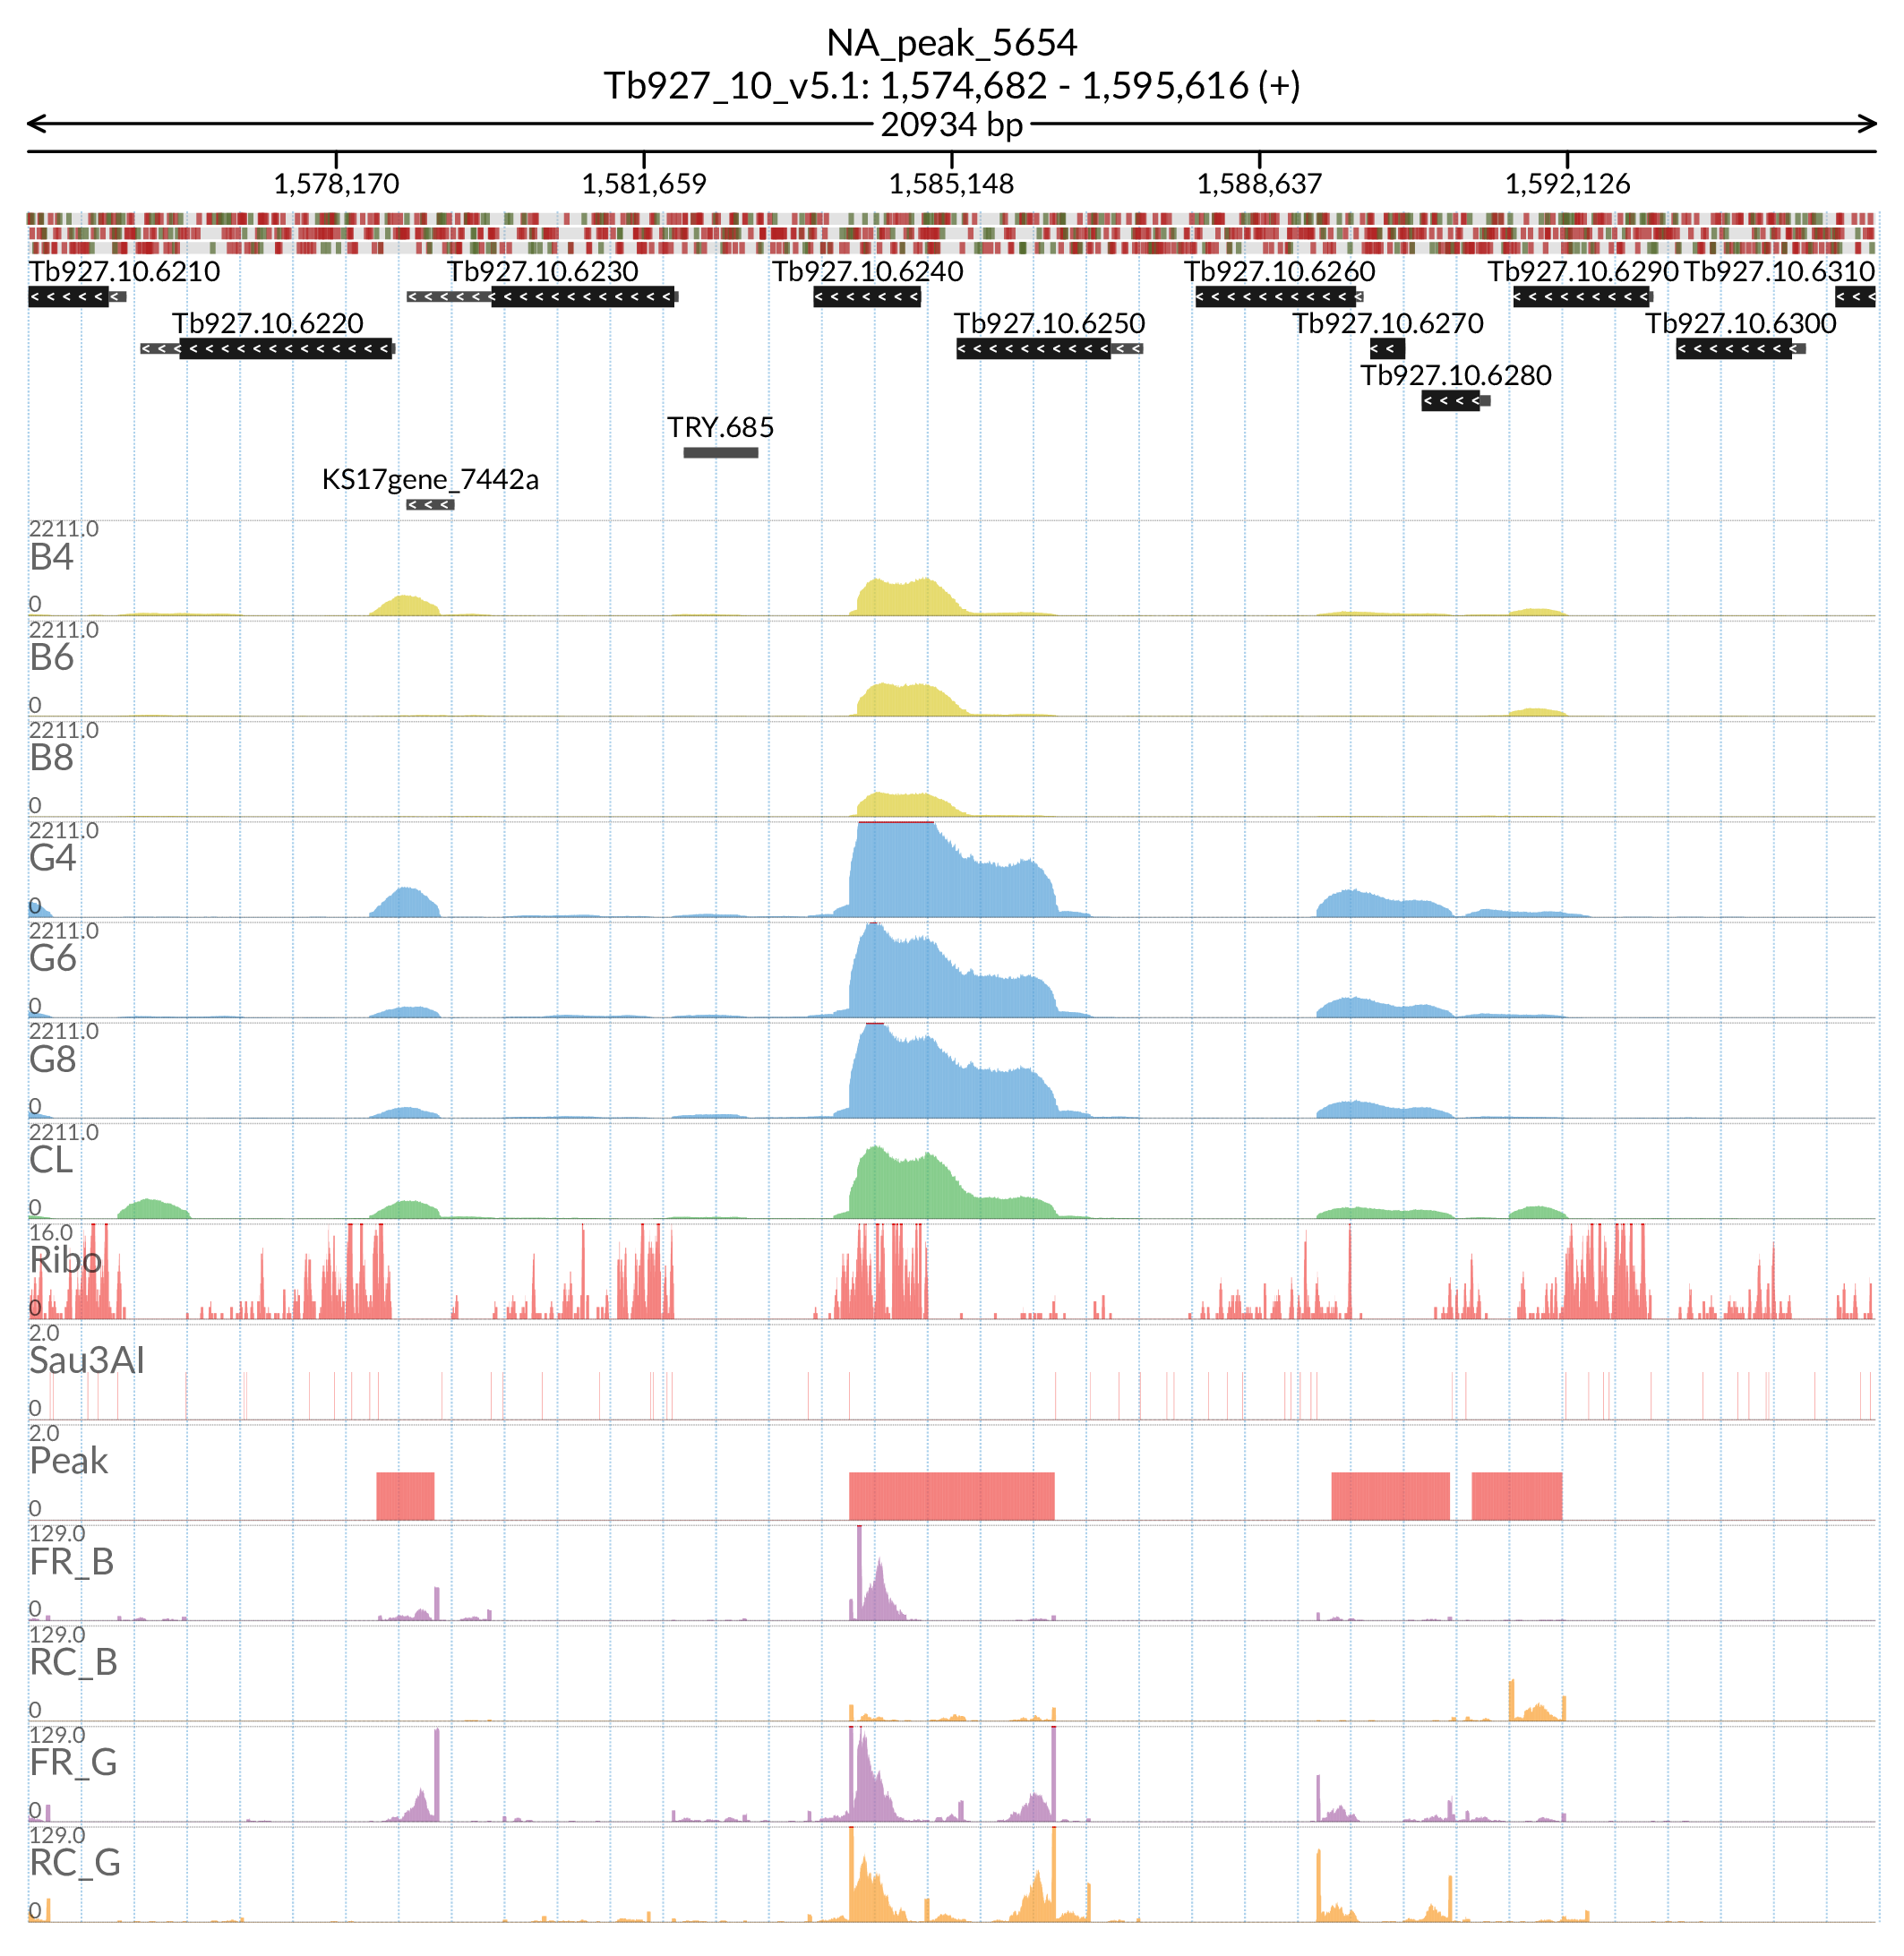 NA_peak_5654
Tb927_10_v5.1: 1,574,682 - 1,595,616 (+)
20934 bp
1,578,170 1,581,659 1,585,148 1,588,637 1,592,126
Tb927.10.6210 Tb927.10.6230 Tb927.10.6240 Tb927.10.6260 Tb927.10.6290 Tb927.10.6310
Tb927.10.6220 Tb927.10.6250 Tb927.10.6270 Tb927.10.6300
Tb927.10.6280
TRY.685
KS17gene_7442a
2211.0
B4
0
2211.0
B6
0
2211.0
B8
0
2211.0
G4
0
2211.0
G6
0
2211.0
G8
0
2211.0
CL
0
16.0
Ribo
0
2.0
Sau3AI
0
2.0
Peak
0
129.0
FR_B
0
129.0
RC_B
0
129.0
FR_G
0
129.0
RC_G
0